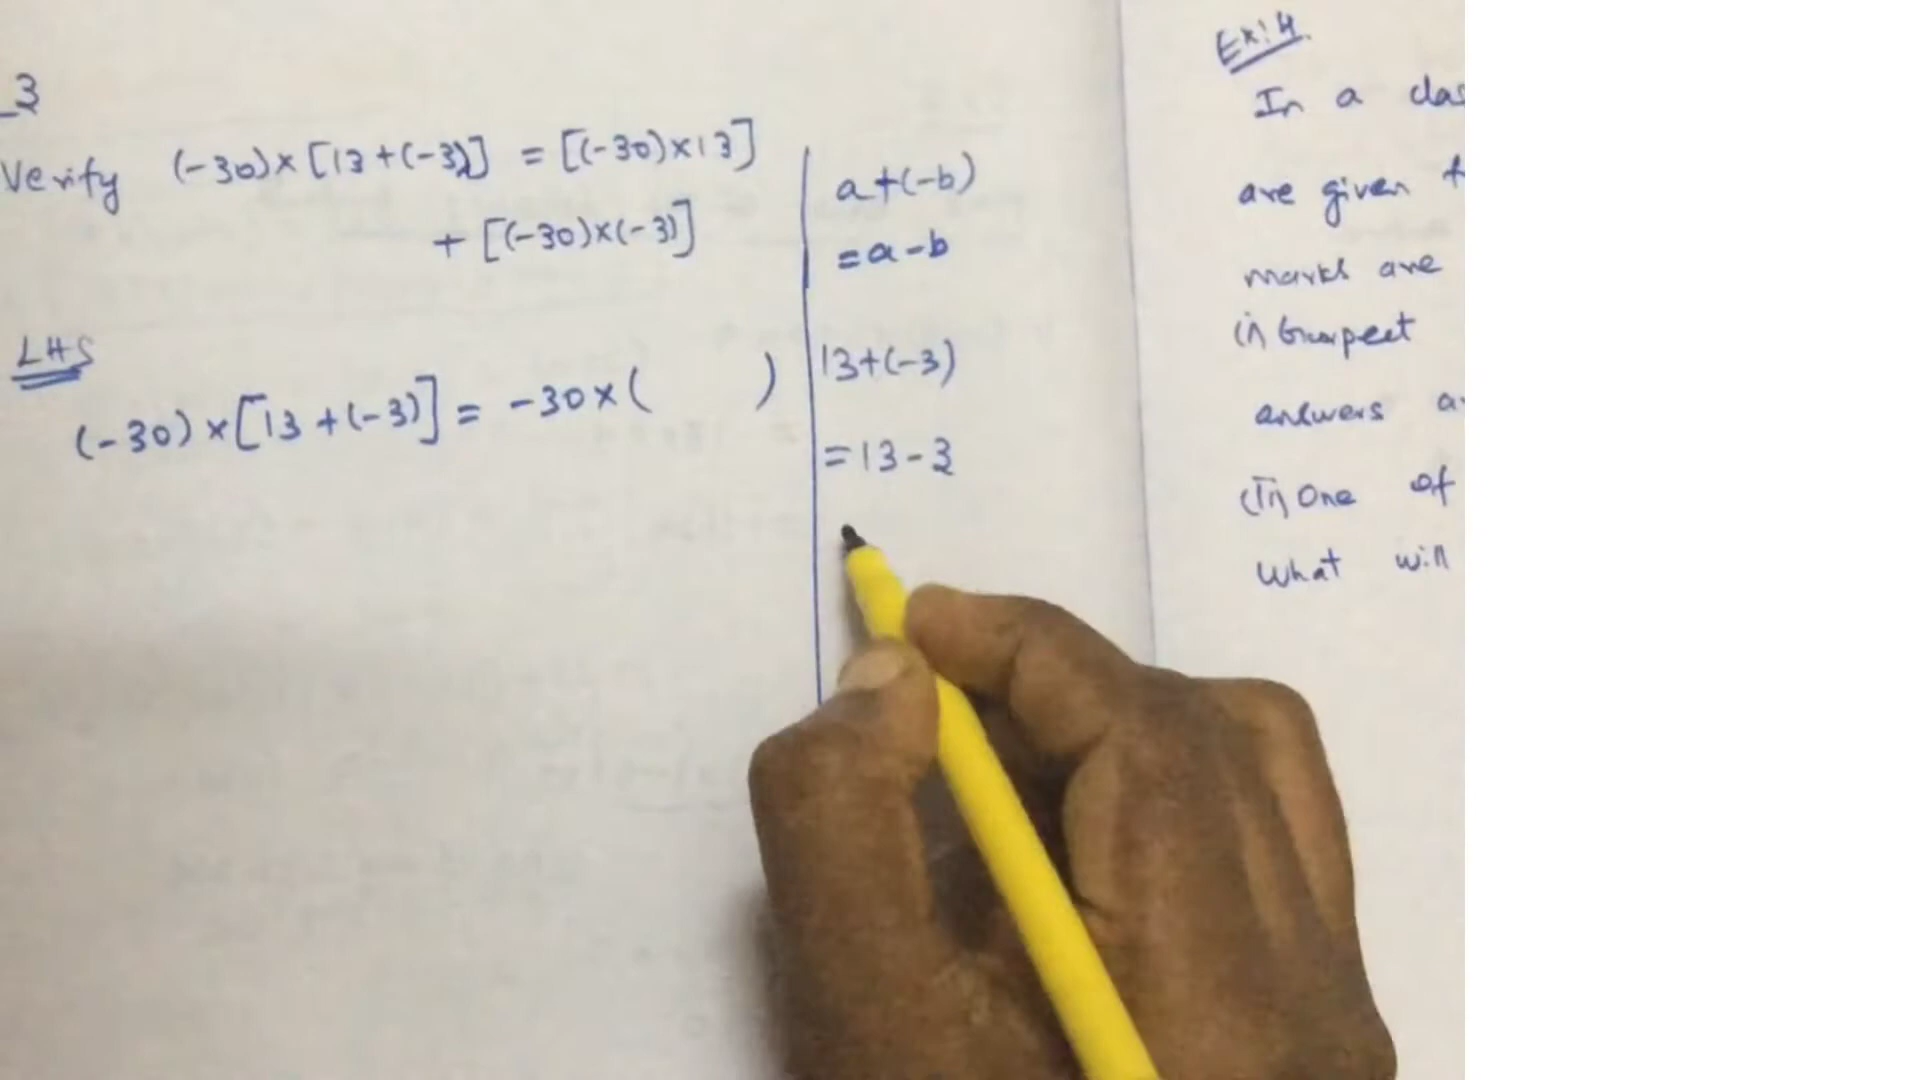 3
Verify (-30)×[13+(-3)] = [(-30)×13]
+ [(-30)×(-3)]
LHS
(-30)×[13+(-3)] = -30×( )
a+(-b)
=a-b
13+(-3)
=13-3
Ex:4
In a clas
are given t
marks are
(i)
answers a
(ii) One of
What will